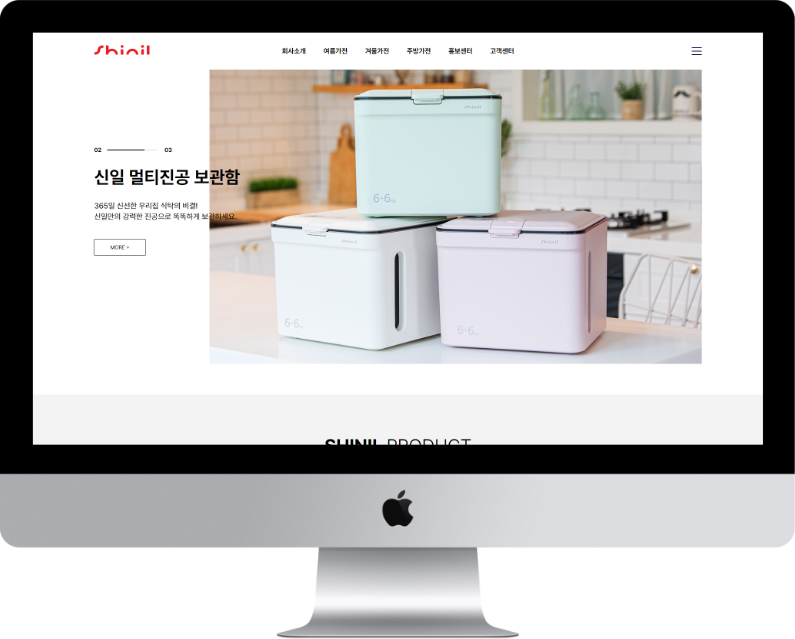 Shinil
회사소개 여름가전 겨울가전 주방가전 홍보센터 고객센터
02 03
신일 멀티진공 보관함
365일 신선한 우리집 식탁의 비결!
신일만의 강력한 진공으로 똑똑하게 보관하세요.
MORE +
shinil
6+6kg
shinil
6+6kg
shinil
6+6kg
SHINIL PRODUCT